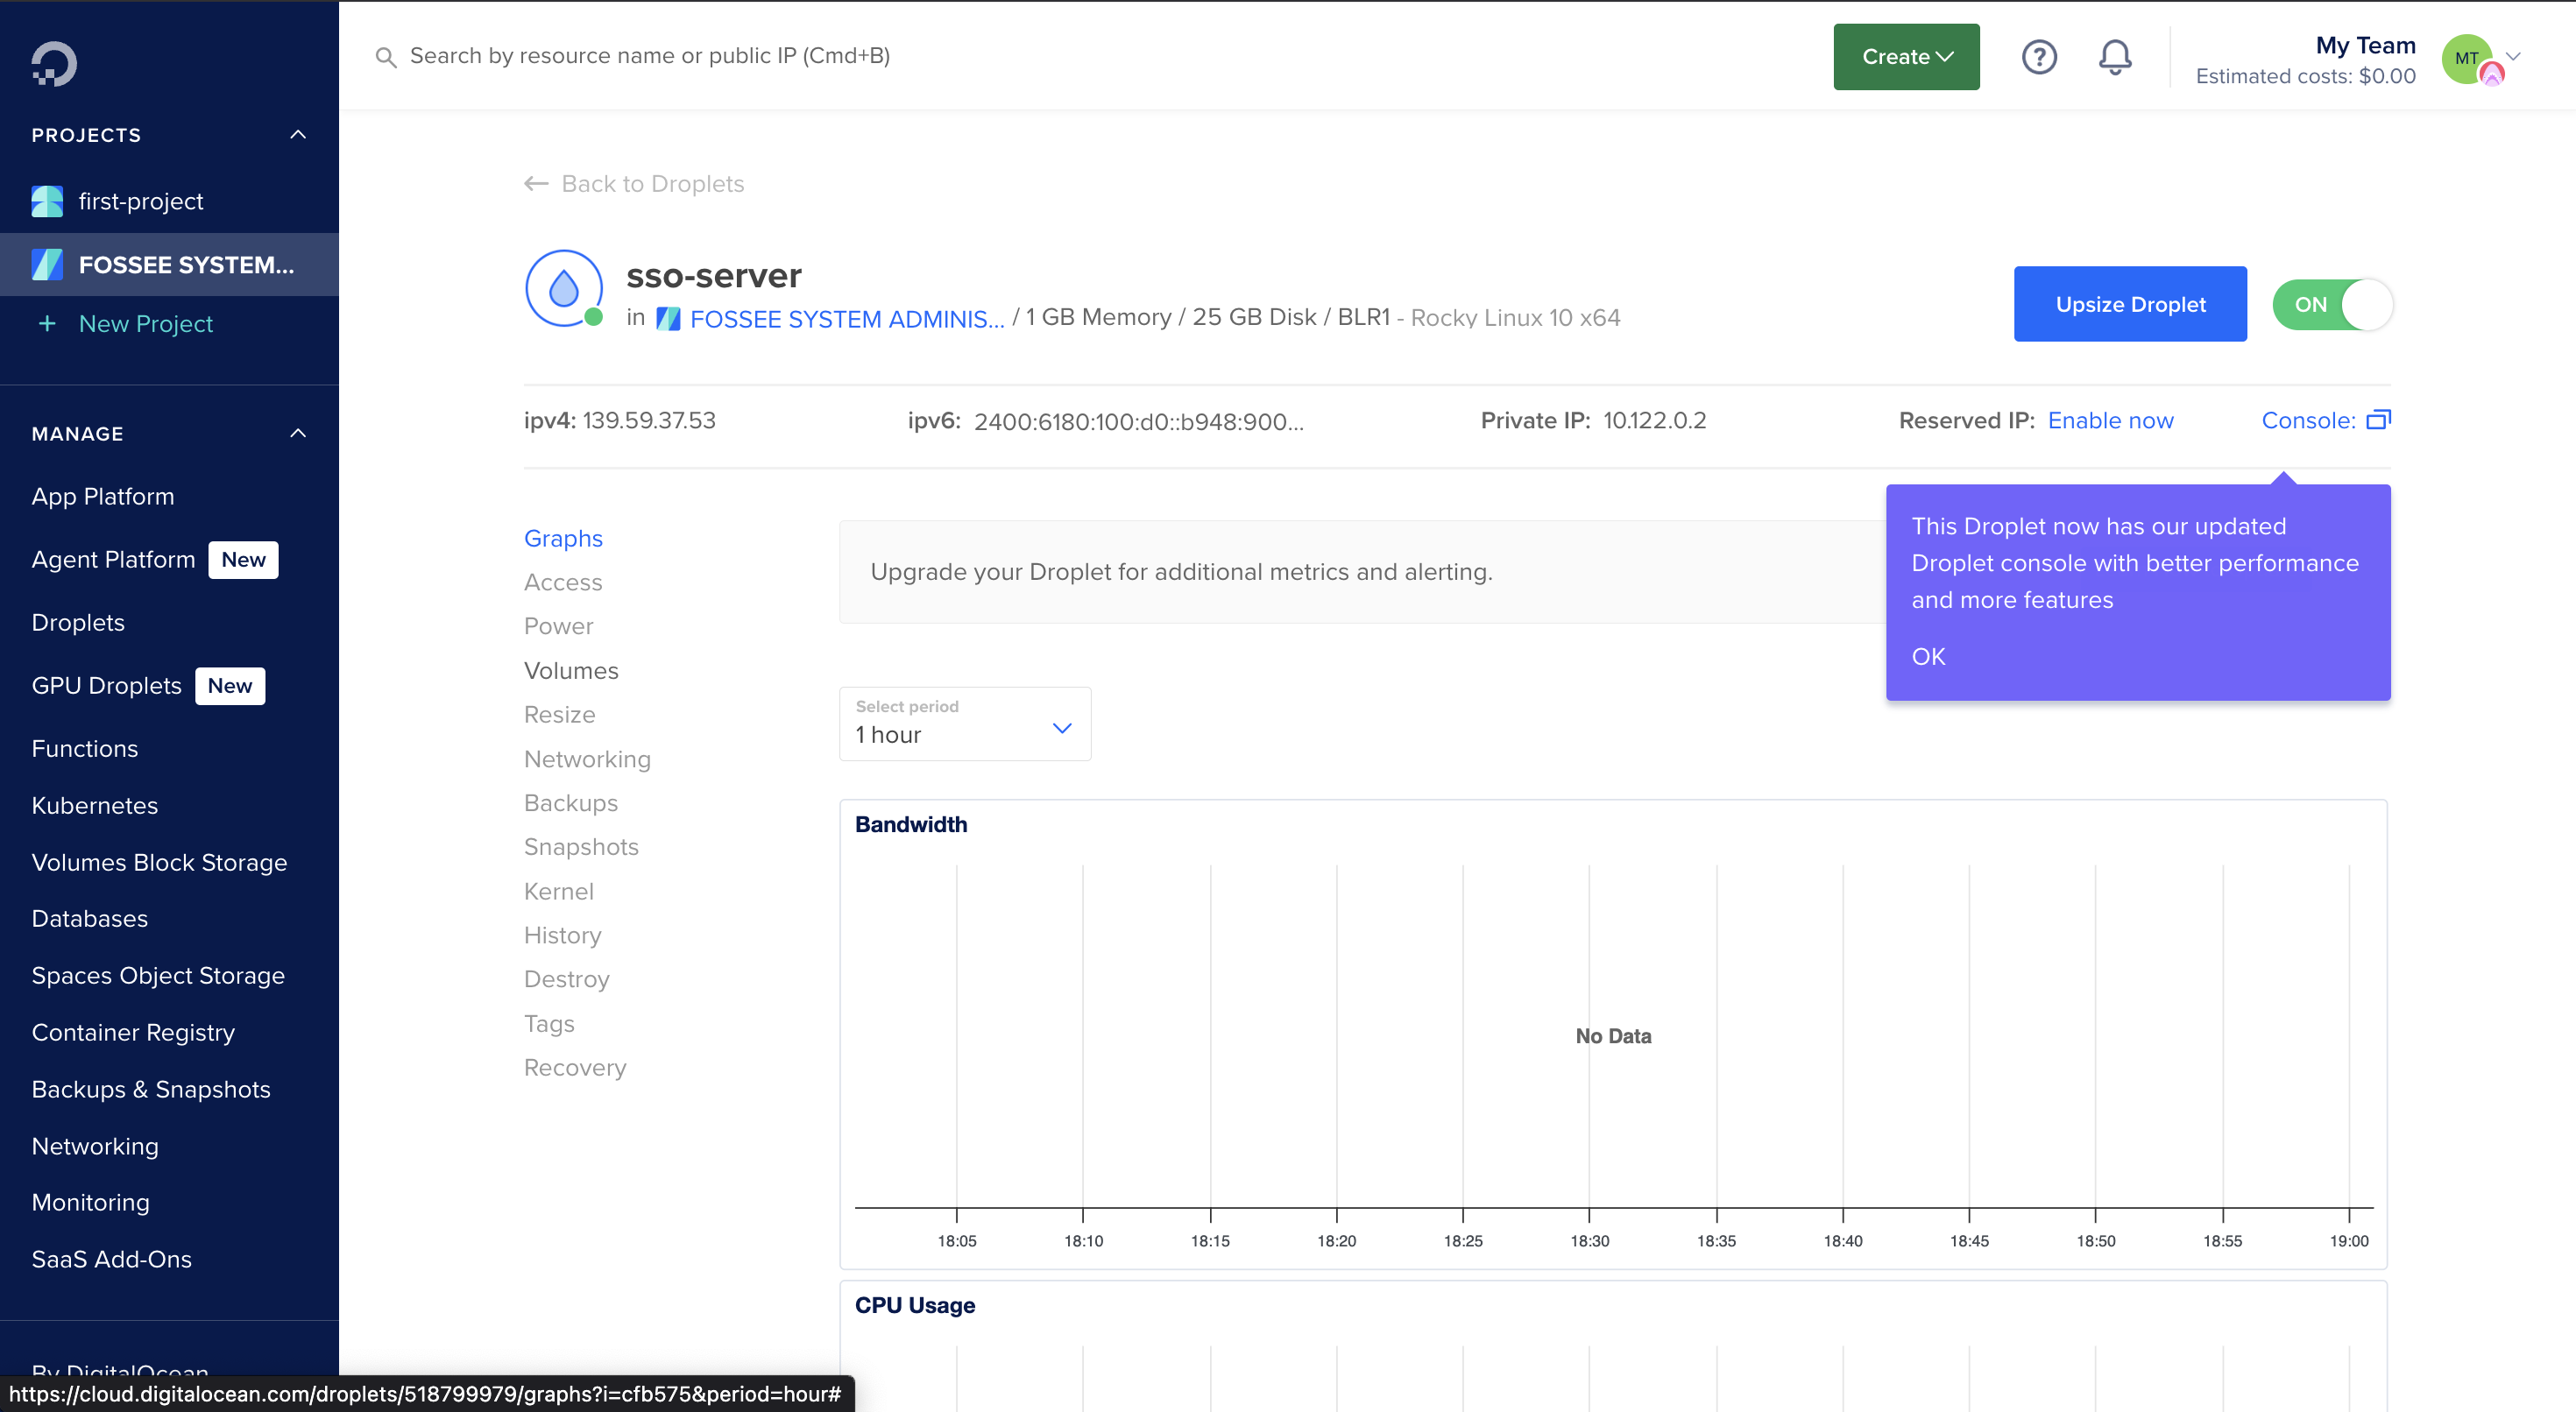 Search by resource name or public IP (Cmd+B)
Create
My Team
Estimated costs: $0.00
MT
PROJECTS
first-project
FOSSEE SYSTEM...
+ New Project
MANAGE
App Platform
Agent Platform New
Droplets
GPU Droplets New
Functions
Kubernetes
Volumes Block Storage
Databases
Spaces Object Storage
Container Registry
Backups & Snapshots
Networking
Monitoring
SaaS Add-Ons
By DigitalOcean
https://cloud.digitalocean.com/droplets/518799979/graphs?i=cfb575&period=hour#
← Back to Droplets
sso-server
in FOSSEE SYSTEM ADMINIS... / 1 GB Memory / 25 GB Disk / BLR1 - Rocky Linux 10 x64
Upsize Droplet
ON
ipv4: 139.59.37.53
ipv6: 2400:6180:100:d0::b948:900...
Private IP: 10.122.0.2
Reserved IP: Enable now
Console:
This Droplet now has our updated
Droplet console with better performance
and more features
OK
Graphs
Access
Power
Volumes
Resize
Networking
Backups
Snapshots
Kernel
History
Destroy
Tags
Recovery
Upgrade your Droplet for additional metrics and alerting.
Select period
1 hour
Bandwidth
No Data
18:05 18:10 18:15 18:20 18:25 18:30 18:35 18:40 18:45 18:50 18:55 19:00
CPU Usage